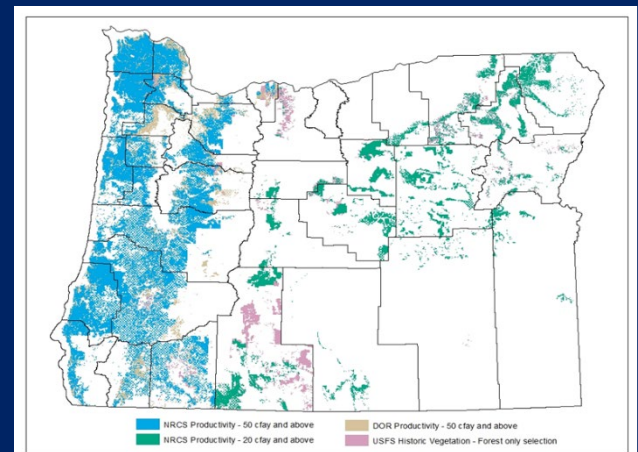 NRCS Productivity - 50 cfay and above
DOR Productivity - 50 cfay and above
NRCS Productivity - 20 cfay and above
USFS Historic Vegetation - Forest only selection